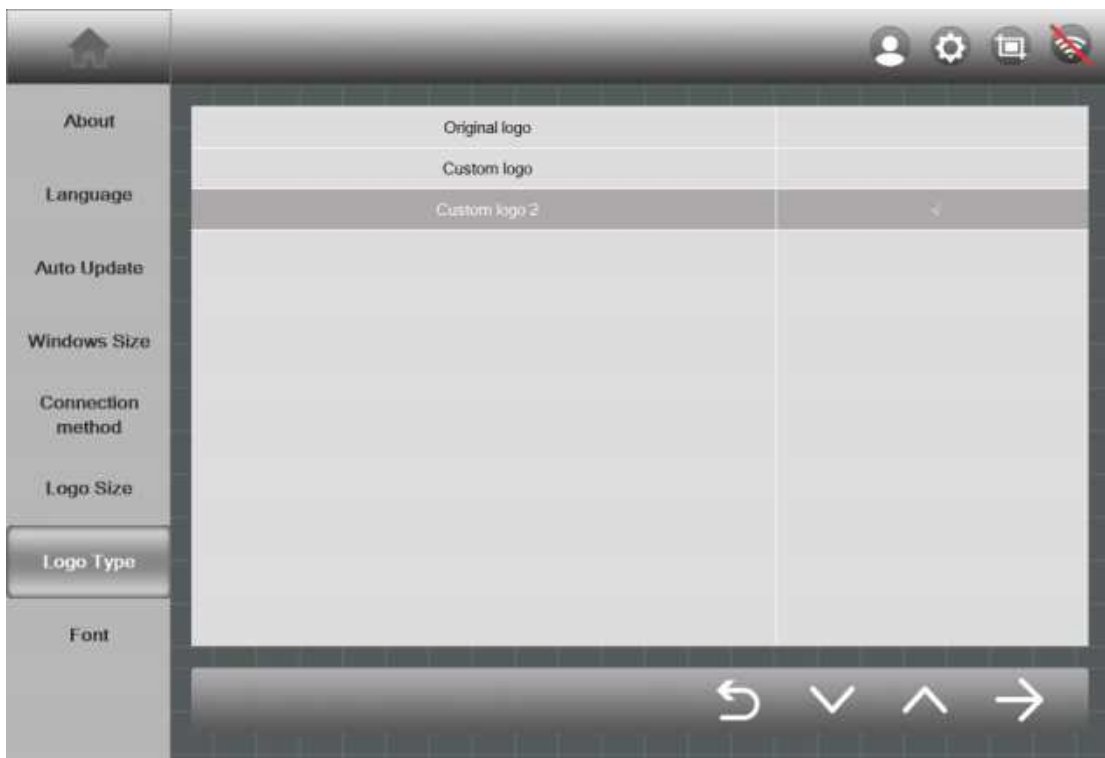 About
Language
Auto Update
Windows Size
Connection
method
Logo Size
Logo Type
Font
Original logo
Custom logo
Custom logo 2 √